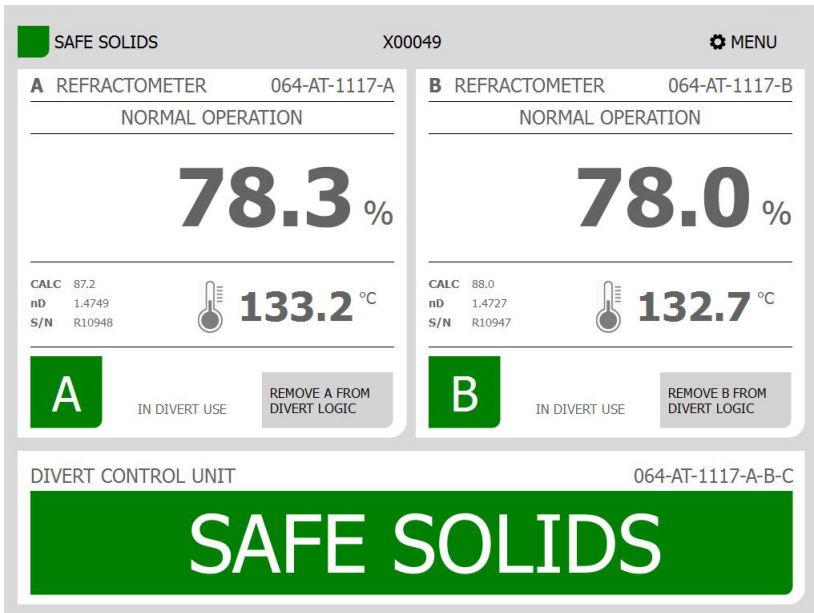 SAFE SOLIDS X00049 MENU
A REFRACTOMETER 064-AT-1117-A
NORMAL OPERATION
78.3 %
CALC 87.2
nD 1.4749
S/N R10948
133.2 °C
A IN DIVERT USE
REMOVE A FROM
DIVERT LOGIC
B REFRACTOMETER 064-AT-1117-B
NORMAL OPERATION
78.0 %
CALC 88.0
nD 1.4727
S/N R10947
132.7 °C
B IN DIVERT USE
REMOVE B FROM
DIVERT LOGIC
DIVERT CONTROL UNIT 064-AT-1117-A-B-C
SAFE SOLIDS